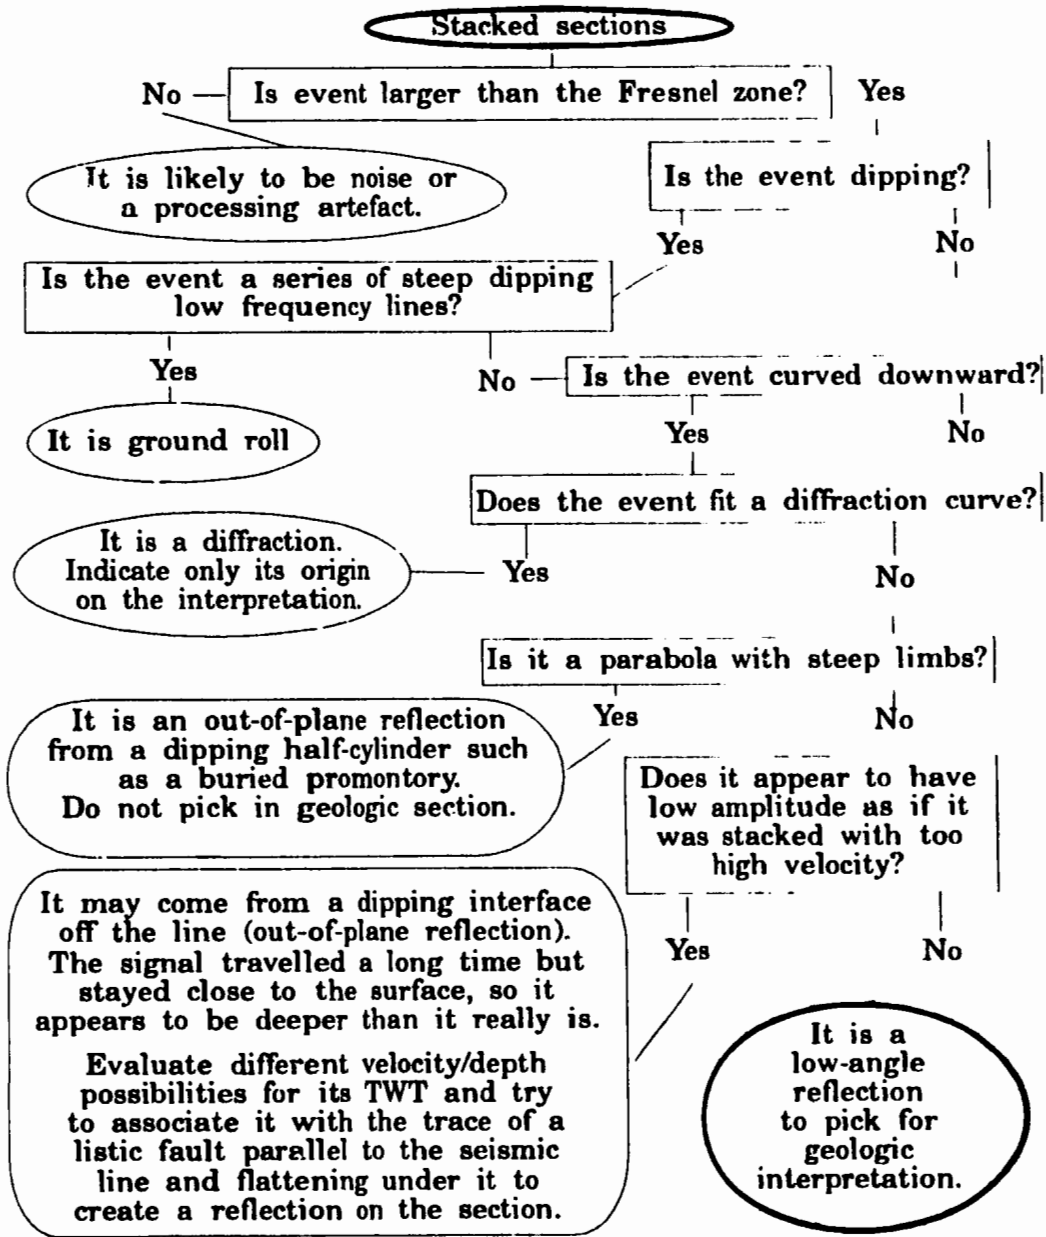 Stacked sections
No
Is event larger than the Fresnel zone?
Yes
It is likely to be noise or
a processing artefact.
Is the event dipping?
Yes
No
Is the event a series of steep dipping
low frequency lines?
Yes
No
Is the event curved downward?
Yes
No
It is ground roll
Does the event fit a diffraction curve?
Yes
No
It is a diffraction.
Indicate only its origin
on the interpretation.
Is it a parabola with steep limbs?
Yes
No
It is an out-of-plane reflection
from a dipping half-cylinder such
as a buried promontory.
Do not pick in geologic section.
Does it appear to have
low amplitude as if it
was stacked with too
high velocity?
Yes
No
It may come from a dipping interface
off the line (out-of-plane reflection).
The signal travelled a long time but
stayed close to the surface, so it
appears to be deeper than it really is.
Evaluate different velocity/depth
possibilities for its TWT and try
to associate it with the trace of a
listic fault parallel to the seismic
line and flattening under it to
create a reflection on the section.
It is a
low-angle
reflection
to pick for
geologic
interpretation.